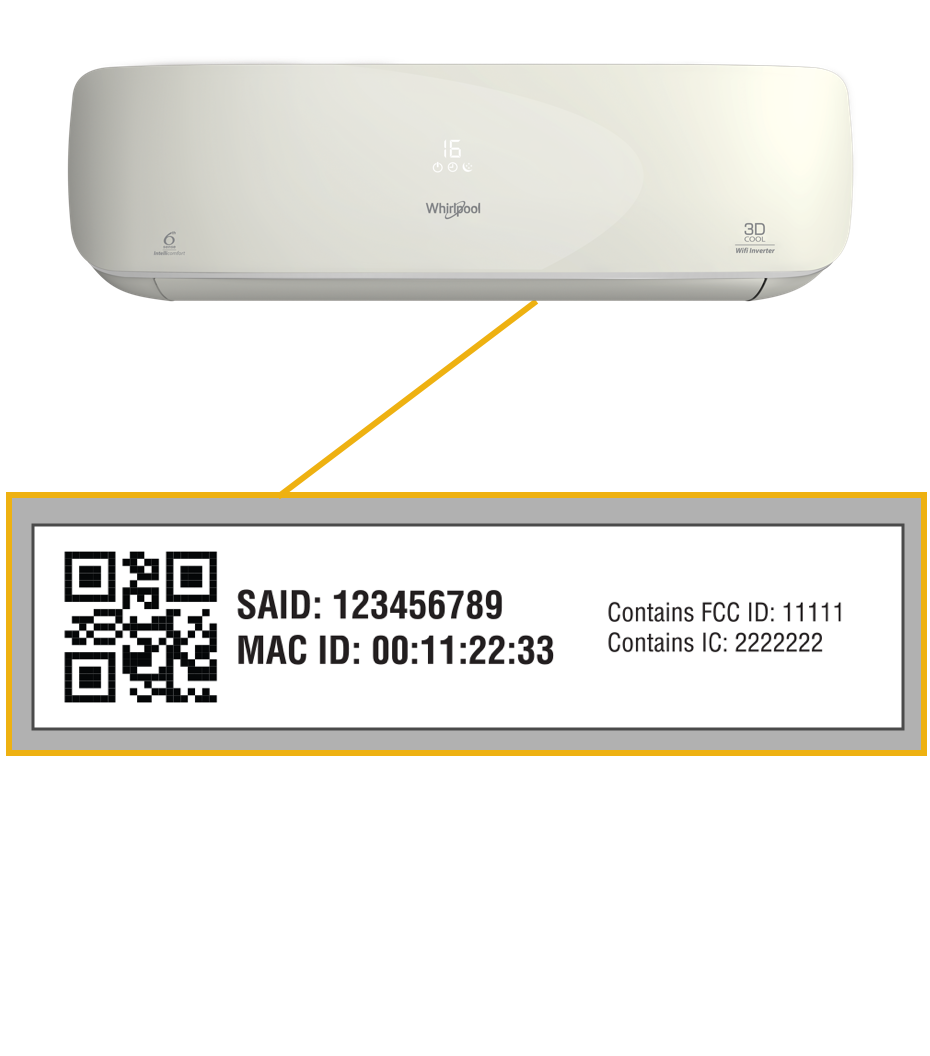 16
Whirlpool
6
Intellicomfort
3D
COOL
Wifi Inverter
SAID: 123456789
MAC ID: 00:11:22:33
Contains FCC ID: 11111
Contains IC: 2222222